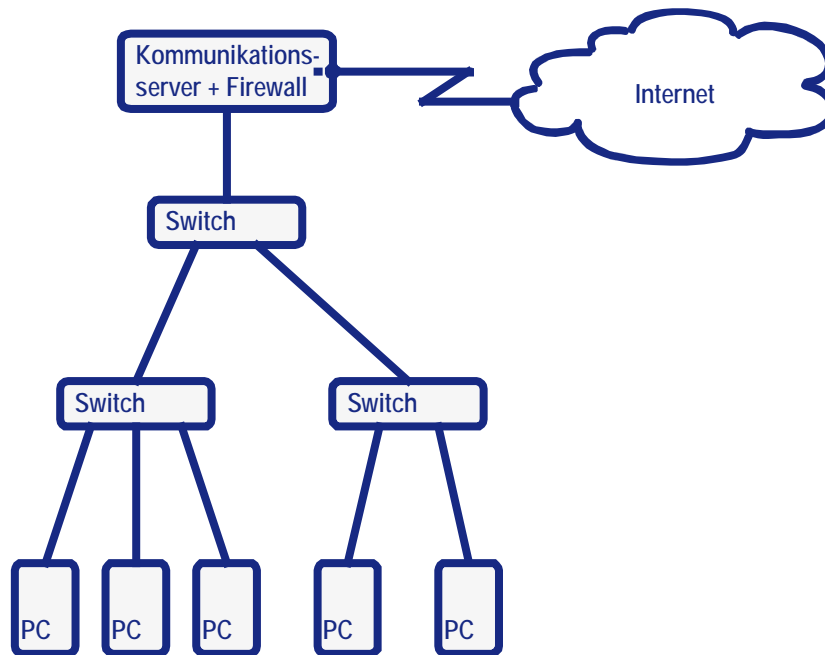 Kommunikations-
server + Firewall
Internet
Switch
Switch
Switch
PC
PC
PC
PC
PC